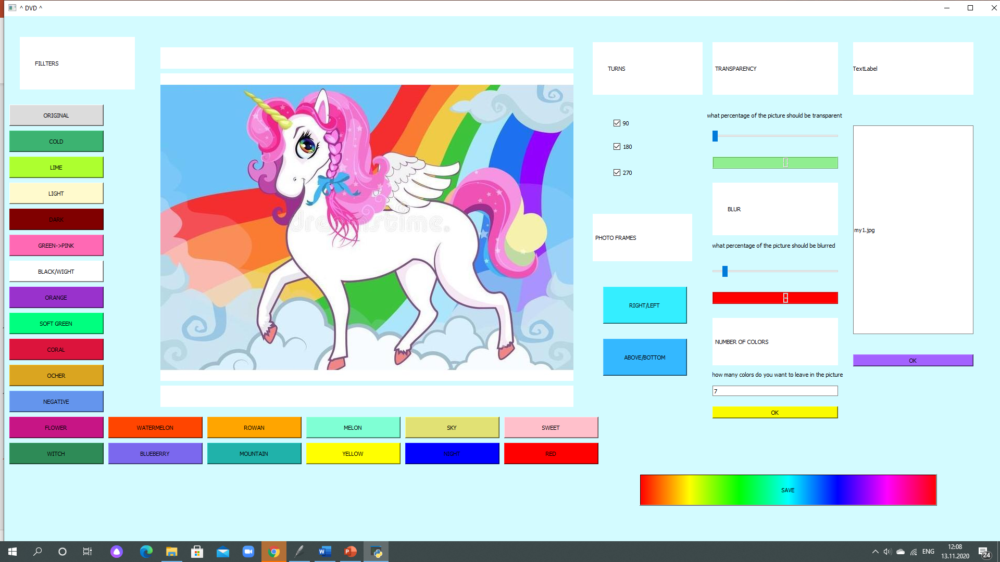 ^ DVD ^
FILLTERS
ORIGINAL
COLD
LIME
LIGHT
DARK
GREEN->PINK
BLACK/WIGHT
ORANGE
SOFT GREEN
CORAL
OCHER
NEGATIVE
FLOWER
WATERMELON
ROWAN
MELON
SKY
SWEET
WITCH
BLUEBERRY
MOUNTAIN
YELLOW
NIGHT
RED
dreamstime.
TURNS
90
180
270
PHOTO FRAMES
RIGHT/LEFT
ABOVE/BOTTOM
TRANSPARENCY
what percentage of the picture should be transparent
0
BLUR
what percentage of the picture should be blurred
8
NUMBER OF COLORS
how many colors do you want to leave in the picture
7
OK
TextLabel
my1.jpg
OK
SAVE
ENG
12:08
13.11.2020
24